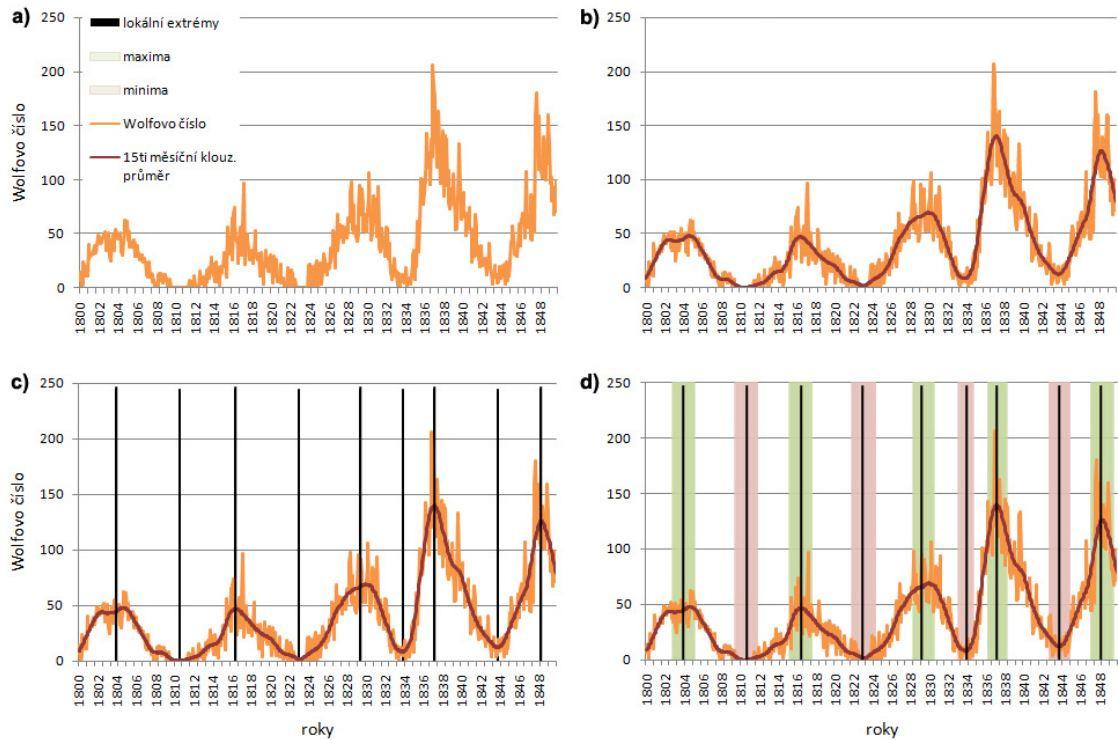 a)
250
200
150
100
50
0
Wolfovo číslo
lokální extrémy
maxima
minima
Wolfovo číslo
15ti měsíční klouz.
průměr
1800 1802 1804 1806 1808 1810 1812 1814 1816 1818 1820 1822 1824 1826 1828 1830 1832 1834 1836 1838 1840 1842 1844 1846 1848
b)
250
200
150
100
50
0
1800 1802 1804 1806 1808 1810 1812 1814 1816 1818 1820 1822 1824 1826 1828 1830 1832 1834 1836 1838 1840 1842 1844 1846 1848
c)
250
200
150
100
50
0
Wolfovo číslo
1800 1802 1804 1806 1808 1810 1812 1814 1816 1818 1820 1822 1824 1826 1828 1830 1832 1834 1836 1838 1840 1842 1844 1846 1848
roky
d)
250
200
150
100
50
0
1800 1802 1804 1806 1808 1810 1812 1814 1816 1818 1820 1822 1824 1826 1828 1830 1832 1834 1836 1838 1840 1842 1844 1846 1848
roky